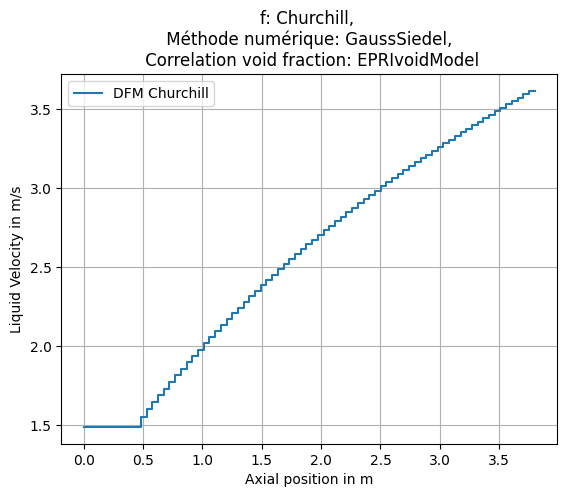 f: Churchill,
Méthode numérique: GaussSiedel,
Correlation void fraction: EPRIvoidModel
DFM Churchill
Liquid Velocity in m/s
3.5
3.0
2.5
2.0
1.5
0.0 0.5 1.0 1.5 2.0 2.5 3.0 3.5
Axial position in m